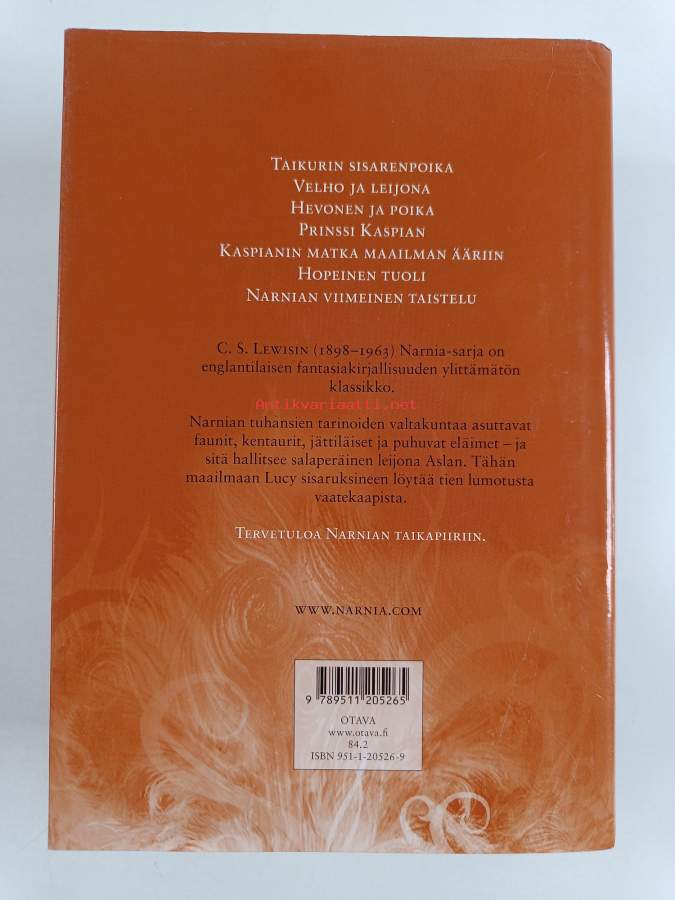 TAIKURIN SISARENPOIKA
VELHO JA LEIJONA
HEVONEN JA POIKA
PRINSSI KASPIAN
KASPIANIN MATKA MAAILMAN ÄÄRIIN
HOPEINEN TUOLI
NARNIAN VIIMEINEN TAISTELU
C. S. LEWISIN (1898–1963) Narnia-sarja on
englantilaisen fantasiakirjallisuuden ylittämätön
klassikko.
Antikvariaatti.net
Narnian tuhansien tarinoiden valtakuntaa asuttavat
faunit, kentaurit, jättiläiset ja puhuvat eläimet – ja
sitä hallitsee salaperäinen leijona Aslan. Tähän
maailmaan Lucy sisaruksineen löytää tien lumotusta
vaatekaapista.
TERVETULOA NARNIAN TAIKAPIIRIIN.
WWW.NARNIA.COM
9 789511 205265
OTAVA
www.otava.fi
84.2
ISBN 951-1-20526-9